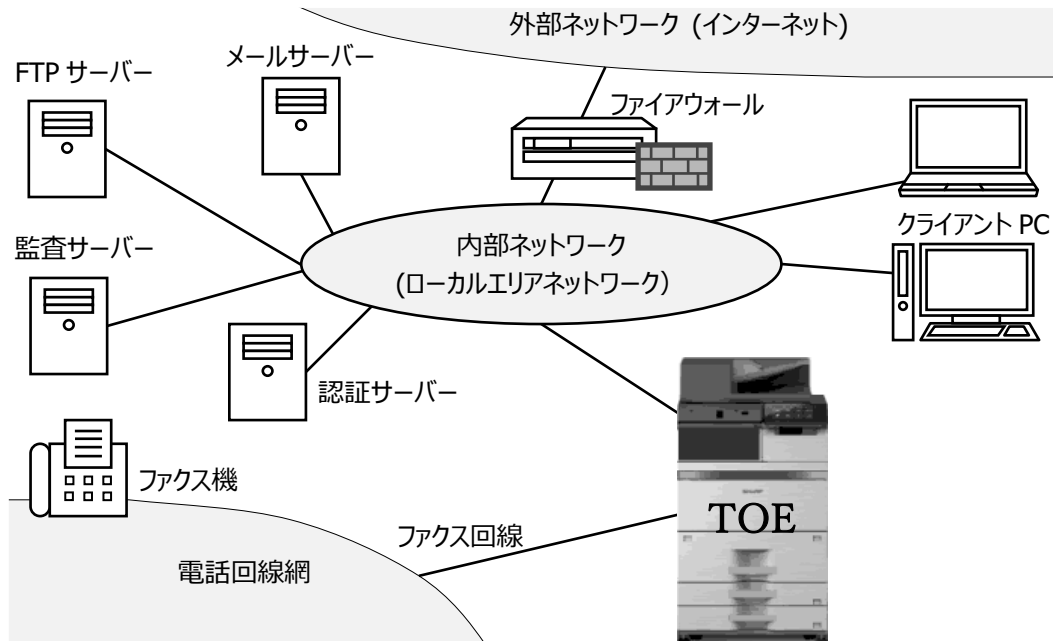 外部ネットワーク (インターネット)
メールサーバー
FTP サーバー
ファイアウォール
クライアント PC
監査サーバー
内部ネットワーク
(ローカルエリアネットワーク)
認証サーバー
ファクス機
SHARP
TOE
ファクス回線
電話回線網